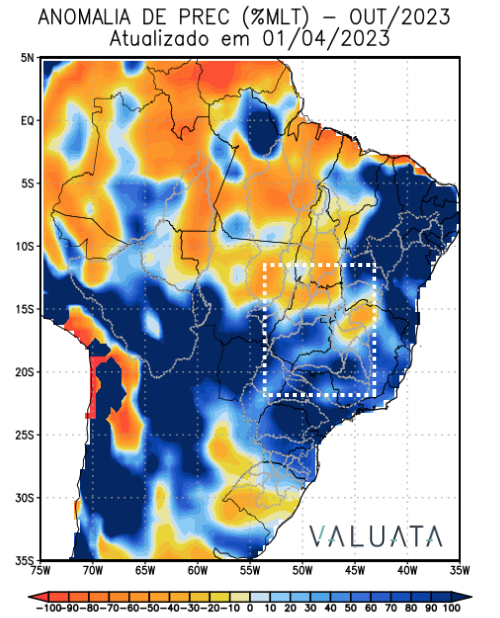 ANOMALIA DE PREC (%MLT) – OUT/2023
Atualizado em 01/04/2023
5N
EQ
5S
10S
15S
20S
25S
30S
35S
VALUATA
75W 70W 65W 60W 55W 50W 45W 40W 35W
-100 -90 -80 -70 -60 -50 -40 -30 -20 -10 0 10 20 30 40 60 70 80 90 100